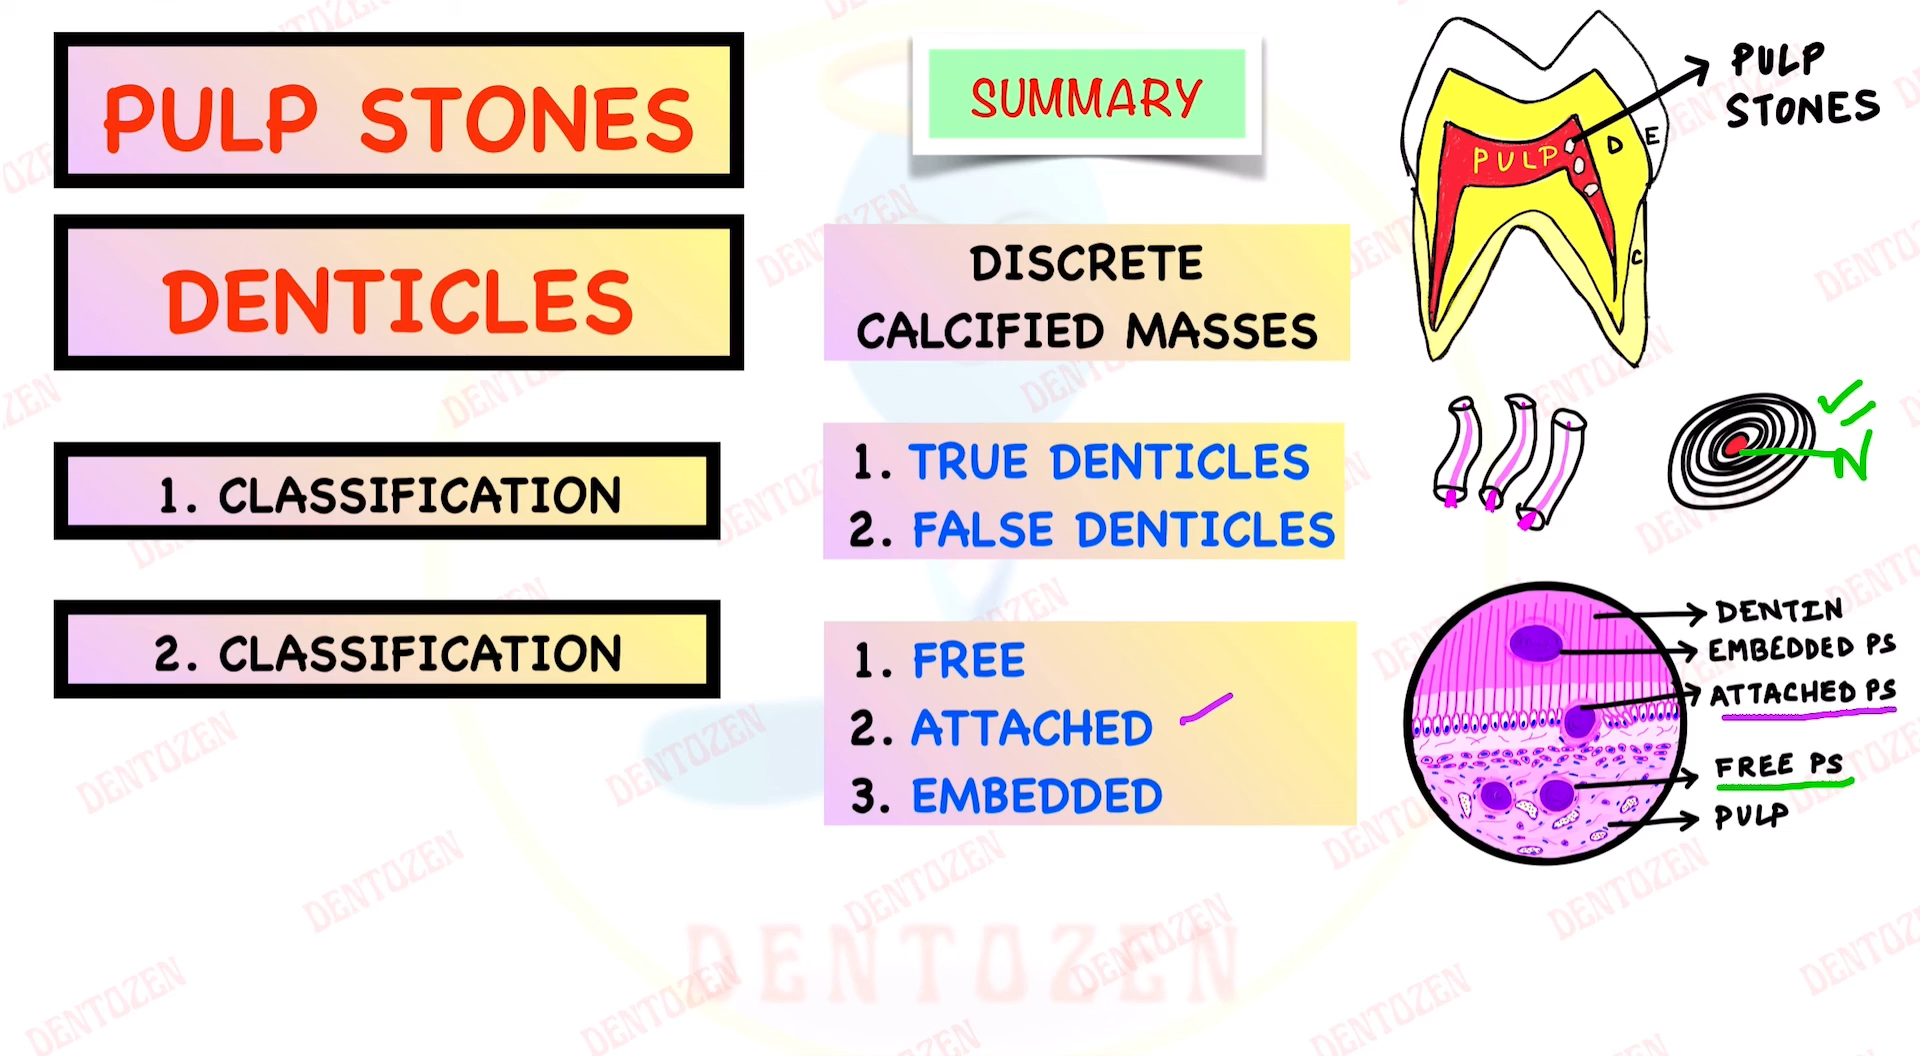 PULP STONES
DENTICLES
1. CLASSIFICATION
2. CLASSIFICATION
SUMMARY
DISCRETE
CALCIFIED MASSES
1. TRUE DENTICLES
2. FALSE DENTICLES
1. FREE
2. ATTACHED
3. EMBEDDED
PULP
STONES
PULP
D
E
C
N
DENTIN
EMBEDDED PS
ATTACHED PS
FREE PS
PULP
DENTOZEN